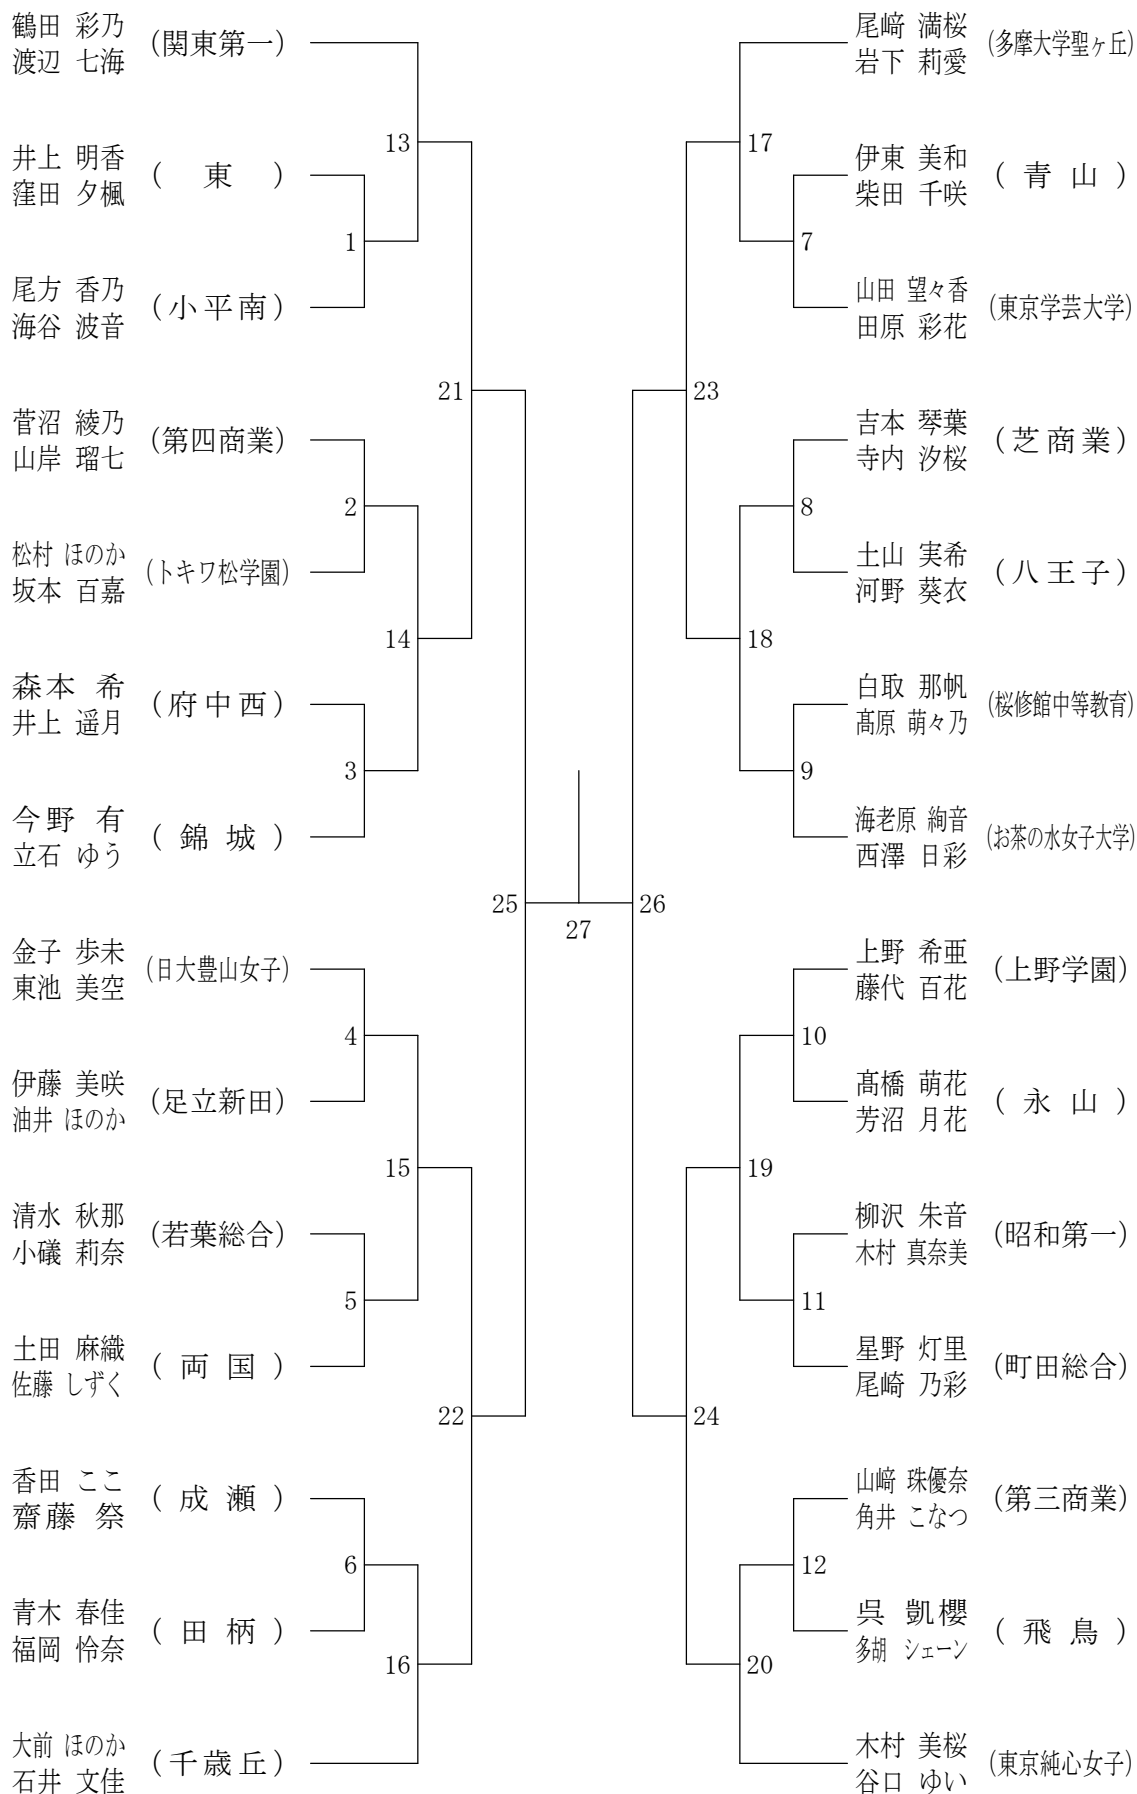 鶴田 彩乃
渡辺 七海
(関東第一)
井上 明香
窪田 夕楓
( 東 )
尾方 香乃
海谷 波音
(小平南)
菅沼 綾乃
山岸 瑠七
(第四商業)
松村 ほのか
坂本 百嘉
(トキワ松学園)
森本 希
井上 遥月
(府中西)
今野 有
立石 ゆう
( 錦 城 )
金子 歩未
東池 美空
(日大豊山女子)
伊藤 美咲
油井 ほのか
(足立新田)
清水 秋那
小磯 莉奈
(若葉総合)
土田 麻織
佐藤 しずく
( 両 国 )
香田 ここ
齋藤 祭
( 成 瀬 )
青木 春佳
福岡 怜奈
( 田 柄 )
大前 ほのか
石井 文佳
(千歳丘)
13
1
21
2
14
3
25
4
15
5
22
6
16
27
17
7
23
8
18
9
26
10
19
11
24
12
20
尾﨑 満桜
岩下 莉愛
(多摩大学聖ヶ丘)
伊東 美和
柴田 千咲
( 青 山 )
山田 望々香
田原 彩花
(東京学芸大学)
吉本 琴葉
寺内 汐桜
(芝商業)
土山 実希
河野 葵衣
(八王子)
白取 那帆
髙原 萌々乃
(桜修館中等教育)
海老原 絢音
西澤 日彩
(お茶の水女子大学)
上野 希亜
藤代 百花
(上野学園)
髙橋 萌花
芳沼 月花
( 永 山 )
柳沢 朱音
木村 真奈美
(昭和第一)
星野 灯里
尾崎 乃彩
(町田総合)
山﨑 珠優奈
角井 こなつ
(第三商業)
呉 凱櫻
多胡 シェーン
( 飛 鳥 )
木村 美桜
谷口 ゆい
(東京純心女子)